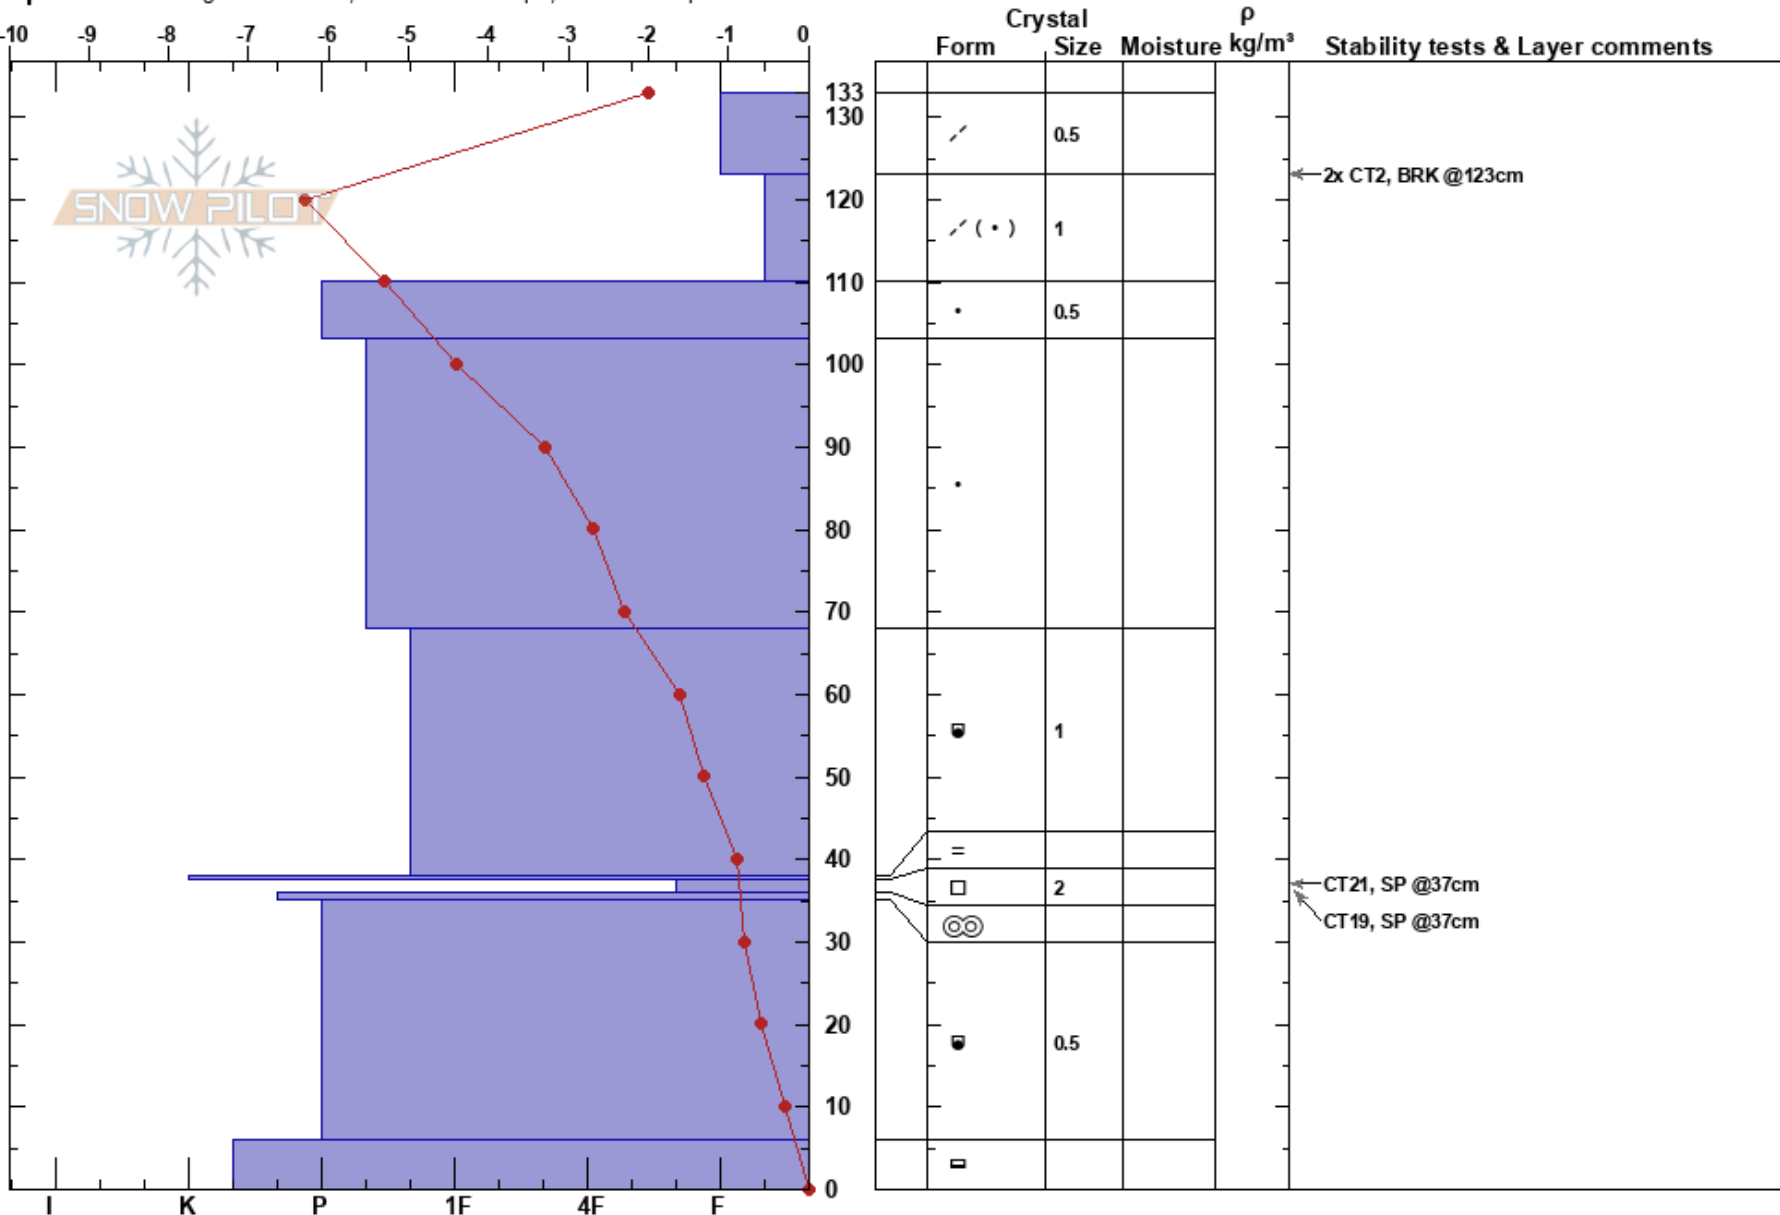 -10 -9 -8 -7 -6 -5 -4 -3 -2 -1 0
Crystal ρ
Form Size Moisture kg/m³ Stability tests & Layer comments
133
130
0.5
2x CT2, BRK @123cm
120
SNOW PILOT
( • ) 1
110
0.5
100
90
80
70
60
1
50
40
=
2 CT21, SP @37cm
CT19, SP @37cm
30
20
0.5
10
0
I K P 1F 4F F